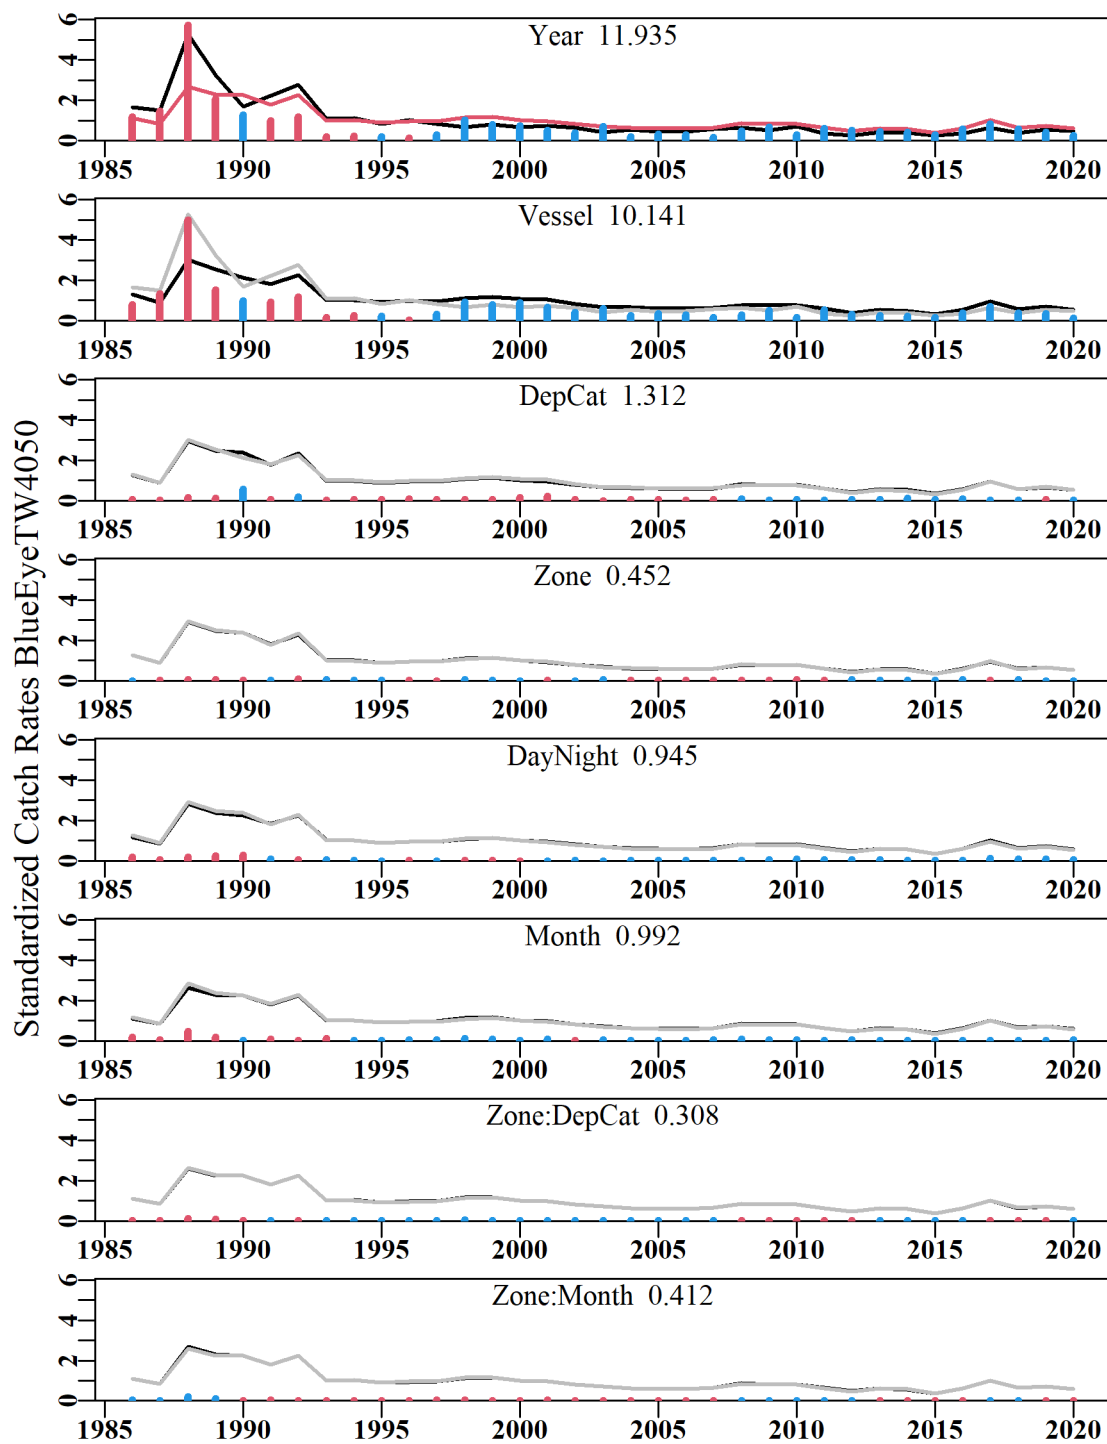 Standardized Catch Rates BlueEyeTW4050
Year 11.935
0 2 4 6
1985 1990 1995 2000 2005 2010 2015 2020
Vessel 10.141
0 2 4 6
1985 1990 1995 2000 2005 2010 2015 2020
DepCat 1.312
0 2 4 6
1985 1990 1995 2000 2005 2010 2015 2020
Zone 0.452
0 2 4 6
1985 1990 1995 2000 2005 2010 2015 2020
DayNight 0.945
0 2 4 6
1985 1990 1995 2000 2005 2010 2015 2020
Month 0.992
0 2 4 6
1985 1990 1995 2000 2005 2010 2015 2020
Zone:DepCat 0.308
0 2 4 6
1985 1990 1995 2000 2005 2010 2015 2020
Zone:Month 0.412
0 2 4 6
1985 1990 1995 2000 2005 2010 2015 2020